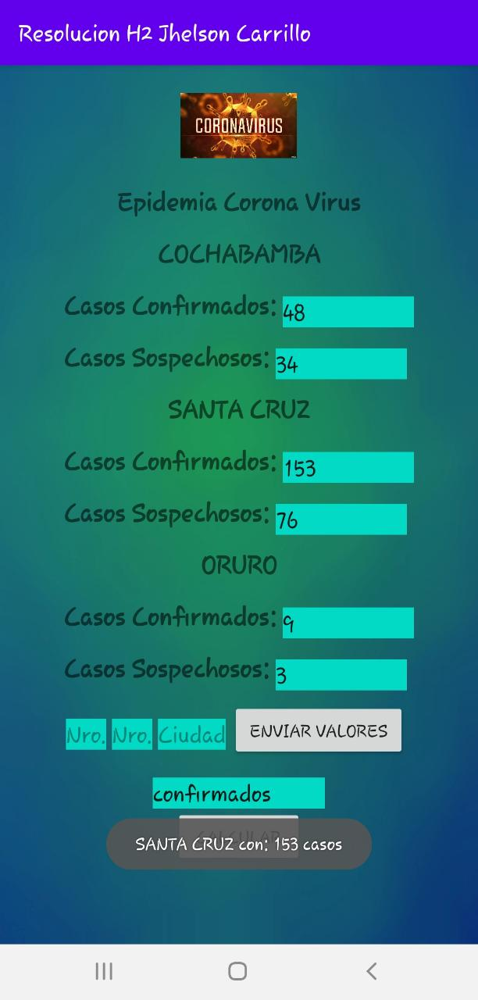 Resolucion H2 Jhelson Carrillo
CORONAVIRUS
Epidemia Corona Virus
COCHABAMBA
Casos Confirmados: 48
Casos Sospechosos: 34
SANTA CRUZ
Casos Confirmados: 153
Casos Sospechosos: 76
ORURO
Casos Confirmados: 9
Casos Sospechosos: 3
Nro. Nro. Ciudad ENVIAR VALORES
confirmados
CALCULAR
SANTA CRUZ con: 153 casos